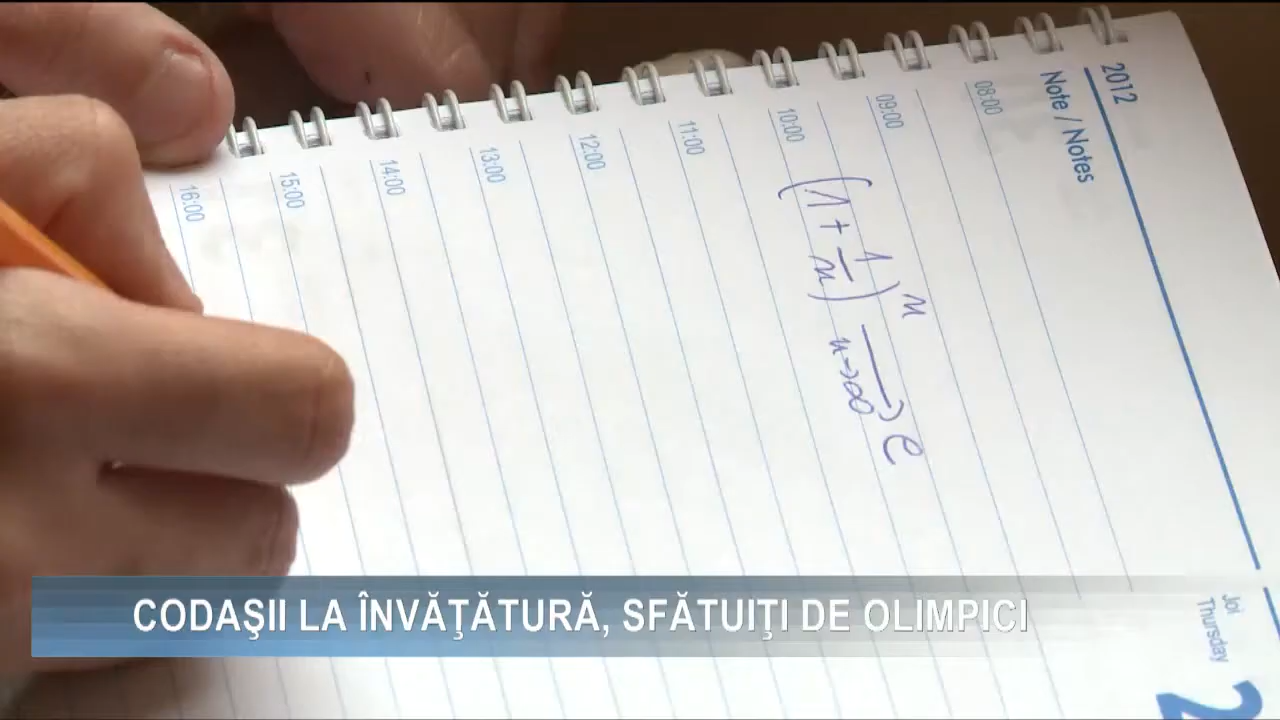 2012
Note / Notes
08:00
09:00
10:00
11:00
12:00
13:00
14:00
15:00
16:00
(1 + 1/n)^n → e
n→∞
Joi
Thursday
2
CODAŞII LA ÎNVĂŢĂTURĂ, SFĂTUIŢI DE OLIMPICI